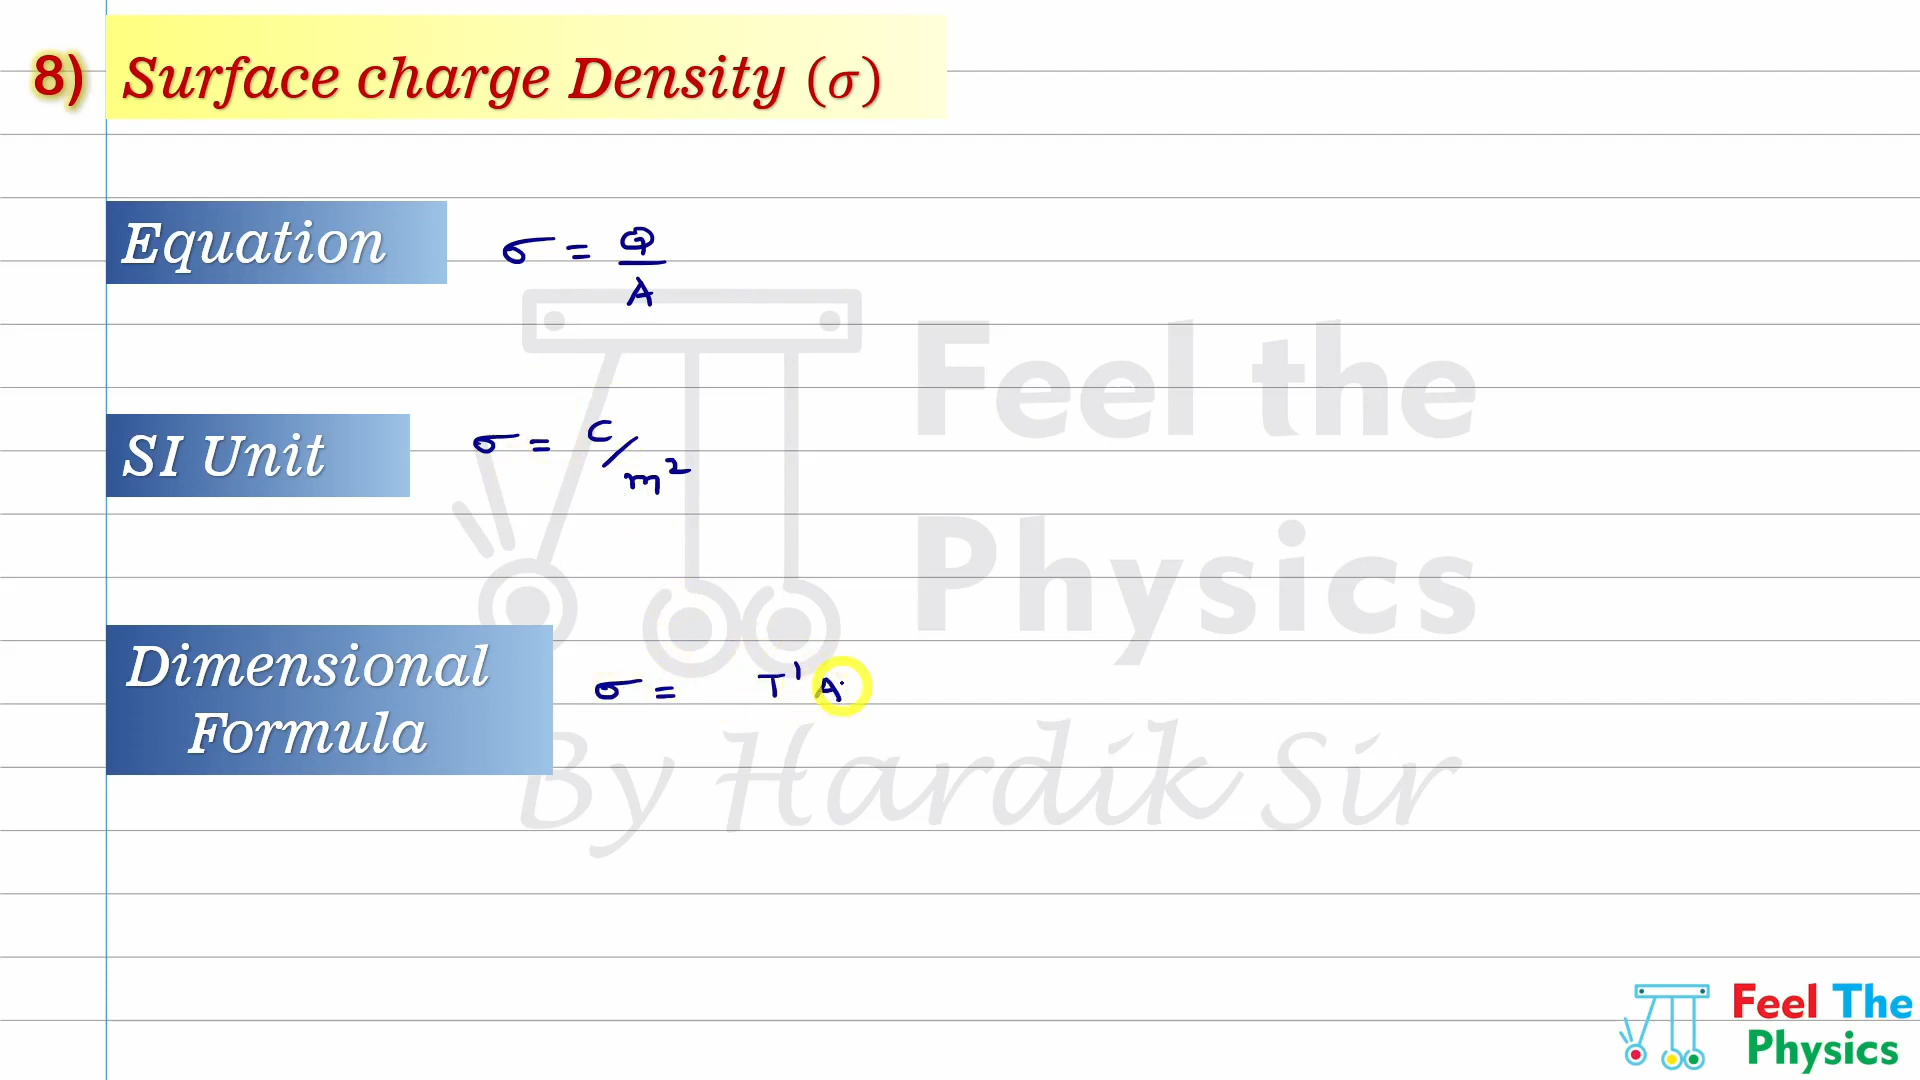 8) Surface charge Density (σ)
Equation σ = Q/A
SI Unit σ = C/m²
Dimensional Formula σ = T¹ A
Feel the Physics
By Hardik Sir
Feel The Physics